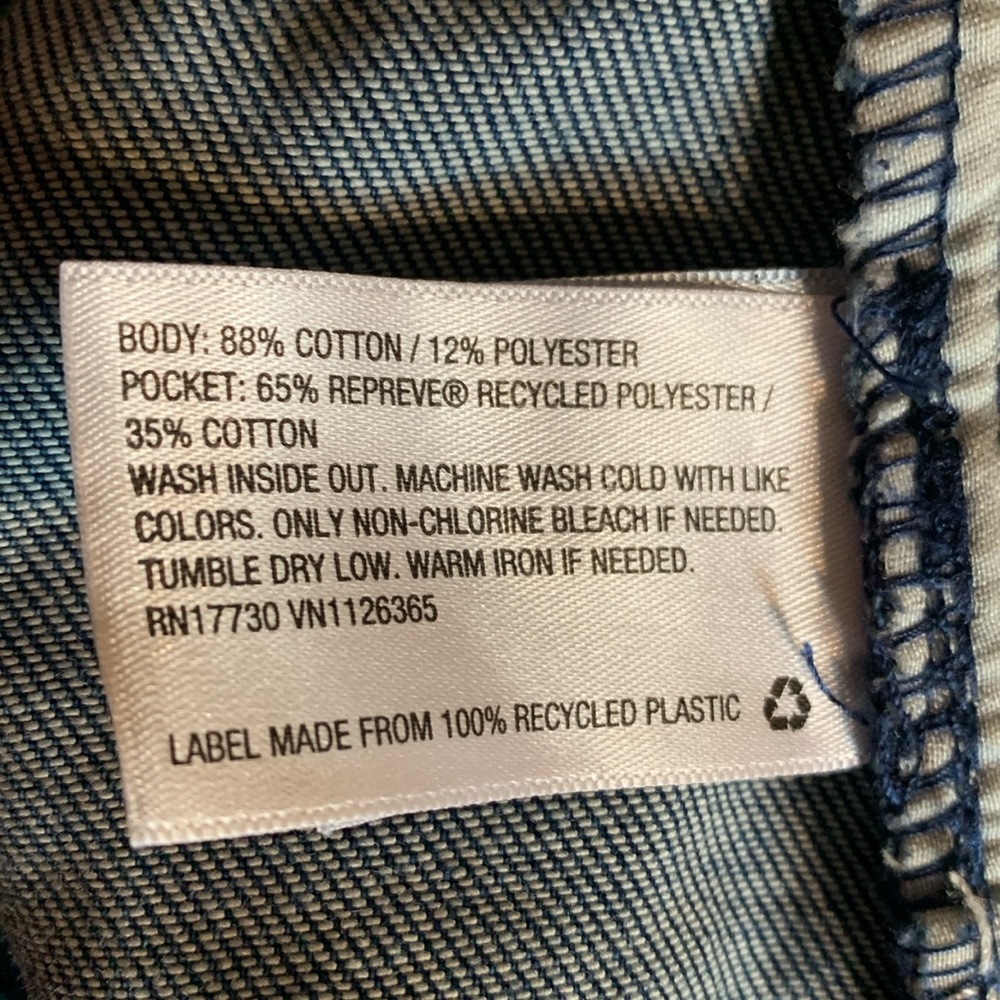 BODY: 88% COTTON / 12% POLYESTER
POCKET: 65% REPREVE® RECYCLED POLYESTER /
35% COTTON
WASH INSIDE OUT. MACHINE WASH COLD WITH LIKE
COLORS. ONLY NON-CHLORINE BLEACH IF NEEDED.
TUMBLE DRY LOW. WARM IRON IF NEEDED.
RN17730 VN1126365
LABEL MADE FROM 100% RECYCLED PLASTIC